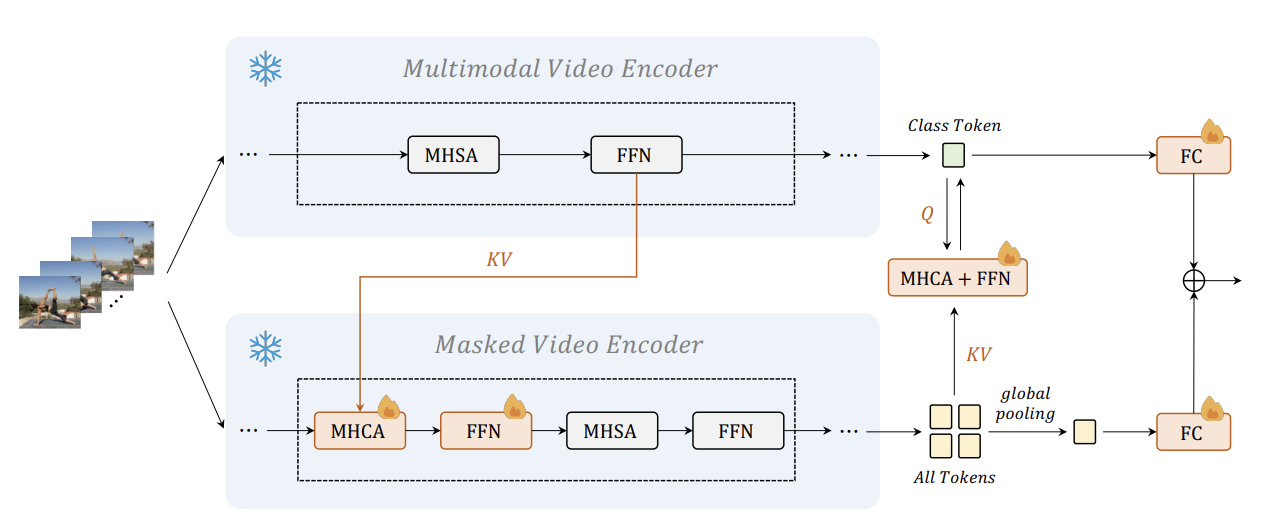 Multimodal Video Encoder
...
MHSA
FFN
...
Class Token
FC
Q
KV
MHCA + FFN
Masked Video Encoder
KV
global
pooling
...
MHCA
FFN
MHSA
FFN
...
FC
All Tokens